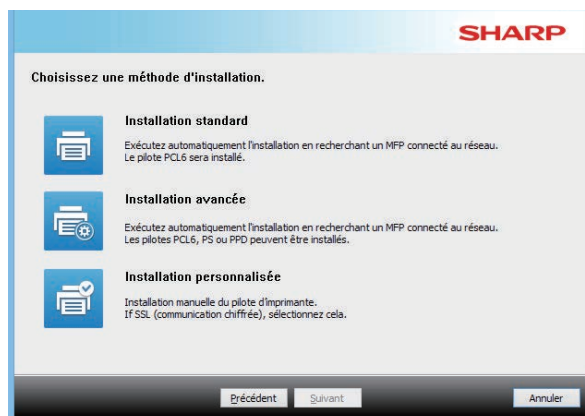 SHARP
Choisissez une méthode d'installation.
Installation standard
Exécutez automatiquement l'installation en recherchant un MFP connecté au réseau.
Le pilote PCL6 sera installé.
Installation avancée
Exécutez automatiquement l'installation en recherchant un MFP connecté au réseau.
Les pilotes PCL6, PS ou PPD peuvent être installés.
Installation personnalisée
Installation manuelle du pilote d'imprimante.
If SSL (communication chiffrée), sélectionnez cela.
Précédent Suivant Annuler